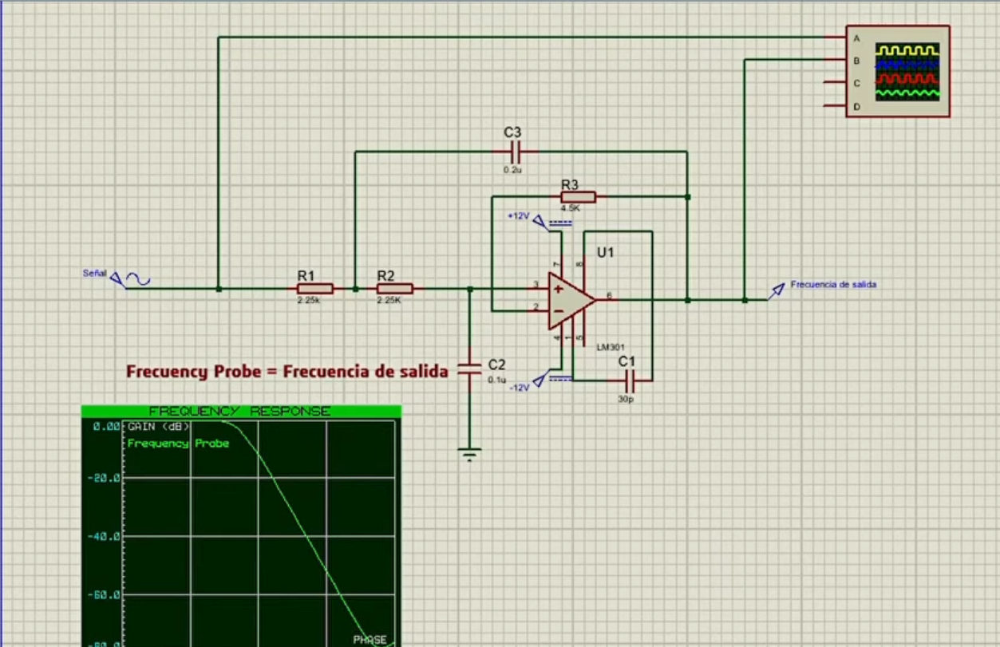 A
B
C
D
C3
0.2u
R3
4.5K
+12V
U1
7
8
Señal
R1
2.25k
R2
2.25K
3
2
6
Frecuencia de salida
4
1
5
LM301
C1
30p
-12V
C2
0.1u
Frecuency Probe = Frecuencia de salida
FREQUENCY RESPONSE
0.00
GAIN (dB)
Frequency Probe
-20.0
-40.0
-60.0
-80.0
PHASE